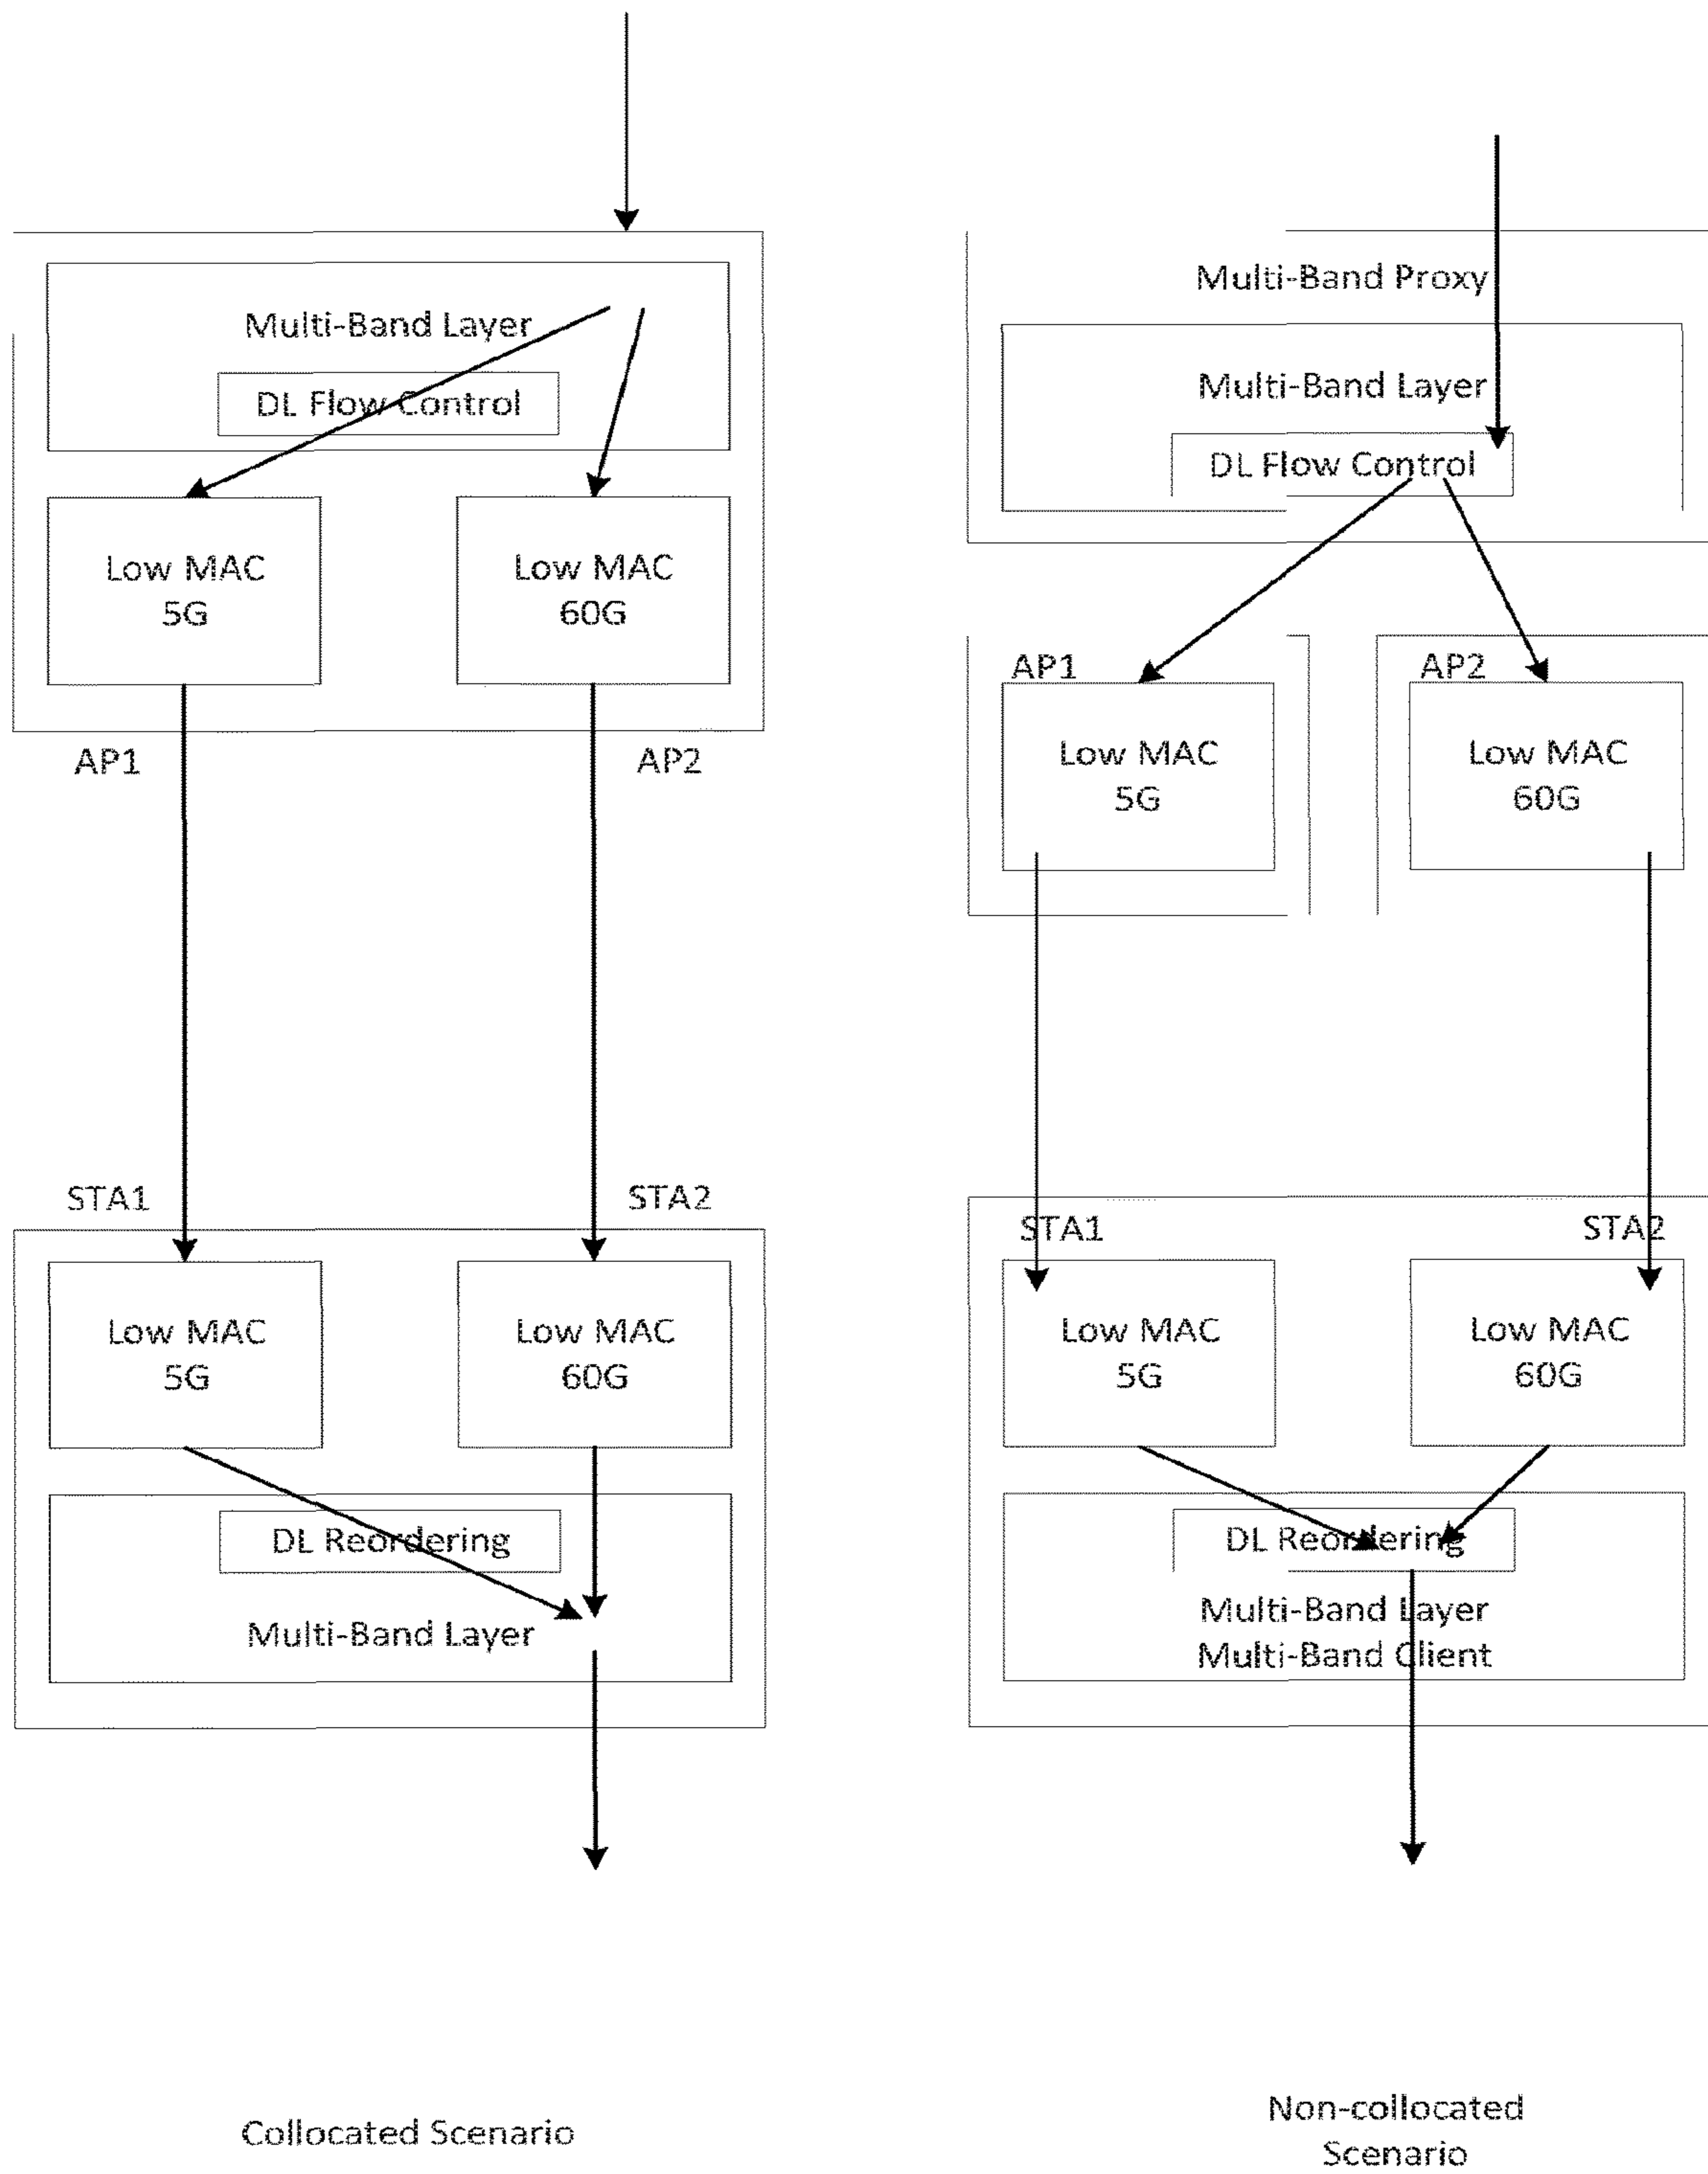 Multi-Band Layer
DL Flow Control
Low MAC
5G
Low MAC
60G
AP1
AP2
STA1
STA2
Low MAC
5G
Low MAC
60G
DL Reordering
Multi-Band Layer
Collocated Scenario
Multi-Band Proxy
Multi-Band Layer
DL Flow Control
AP1
AP2
Low MAC
5G
Low MAC
60G
STA1
STA2
Low MAC
5G
Low MAC
60G
DL Reordering
Multi-Band Layer
Multi-Band Client
Non-collocated
Scenario